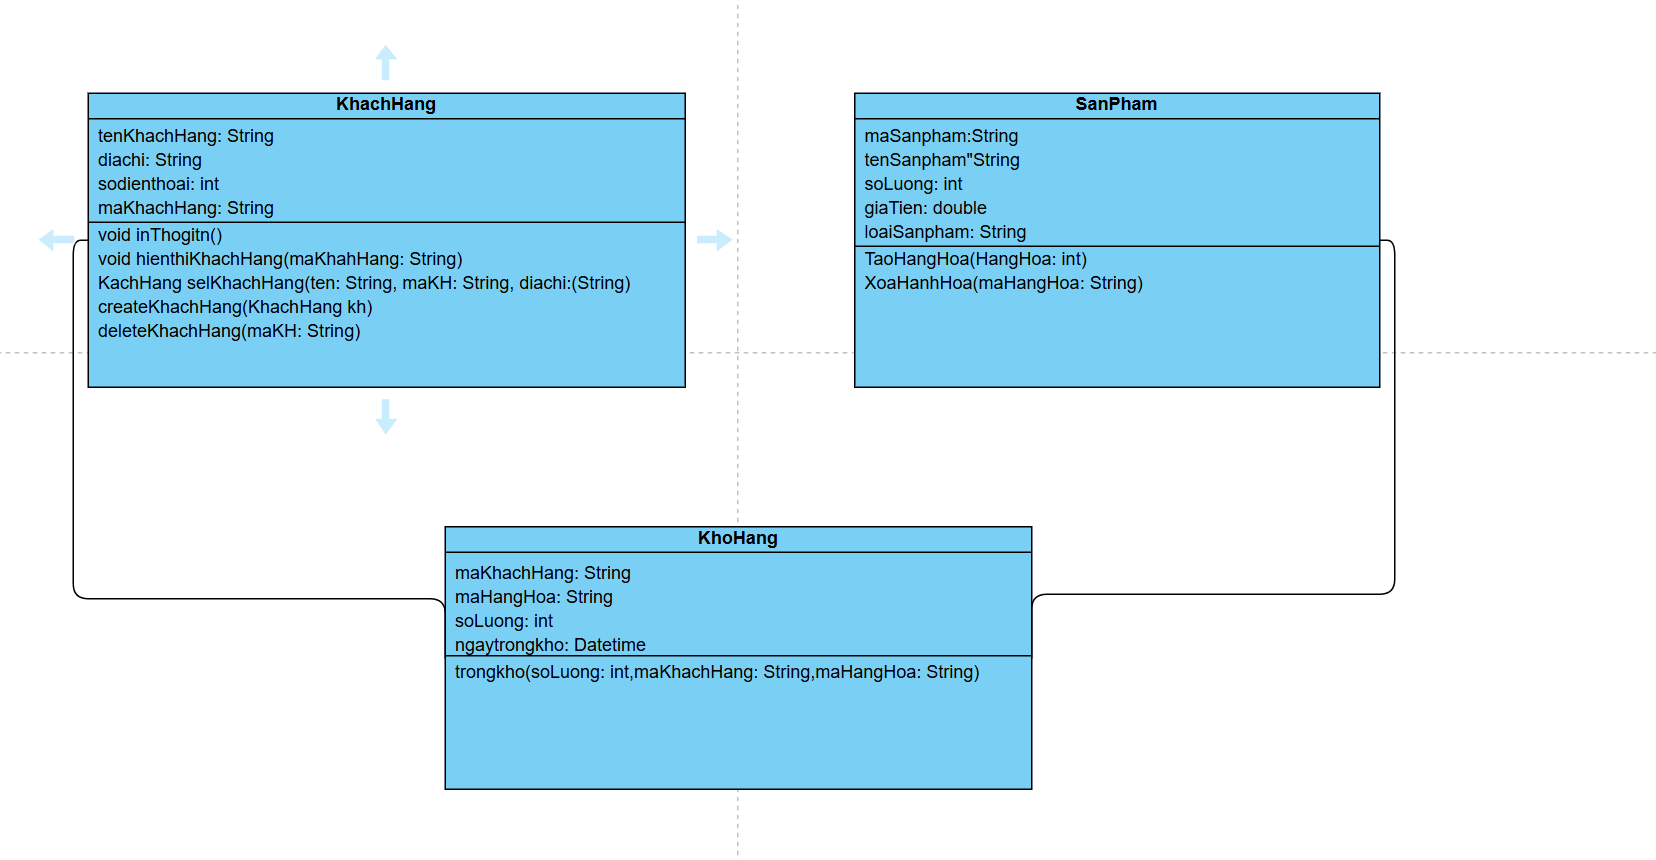 KhachHang
tenKhachHang: String
diachi: String
sodienthoai: int
maKhachHang: String
void inThogitn()
void hienthiKhachHang(maKhahHang: String)
KachHang selKhachHang(ten: String, maKH: String, diachi:(String)
createKhachHang(KhachHang kh)
deleteKhachHang(maKH: String)
SanPham
maSanpham:String
tenSanpham"String
soLuong: int
giaTien: double
loaiSanpham: String
TaoHangHoa(HangHoa: int)
XoaHanhHoa(maHangHoa: String)
KhoHang
maKhachHang: String
maHangHoa: String
soLuong: int
ngaytrongkho: Datetime
trongkho(soLuong: int,maKhachHang: String,maHangHoa: String)